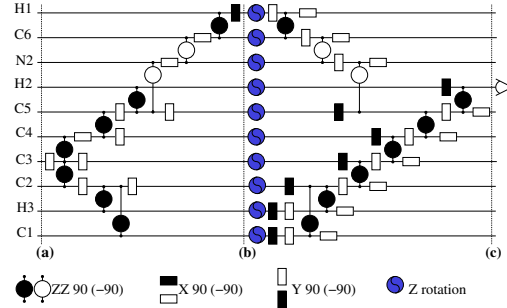 H1
C6
N2
H2
C5
C4
C3
C2
H3
C1
(a) (b) (c)
ZZ 90 (−90) X 90 (−90) Y 90 (−90) Z rotation